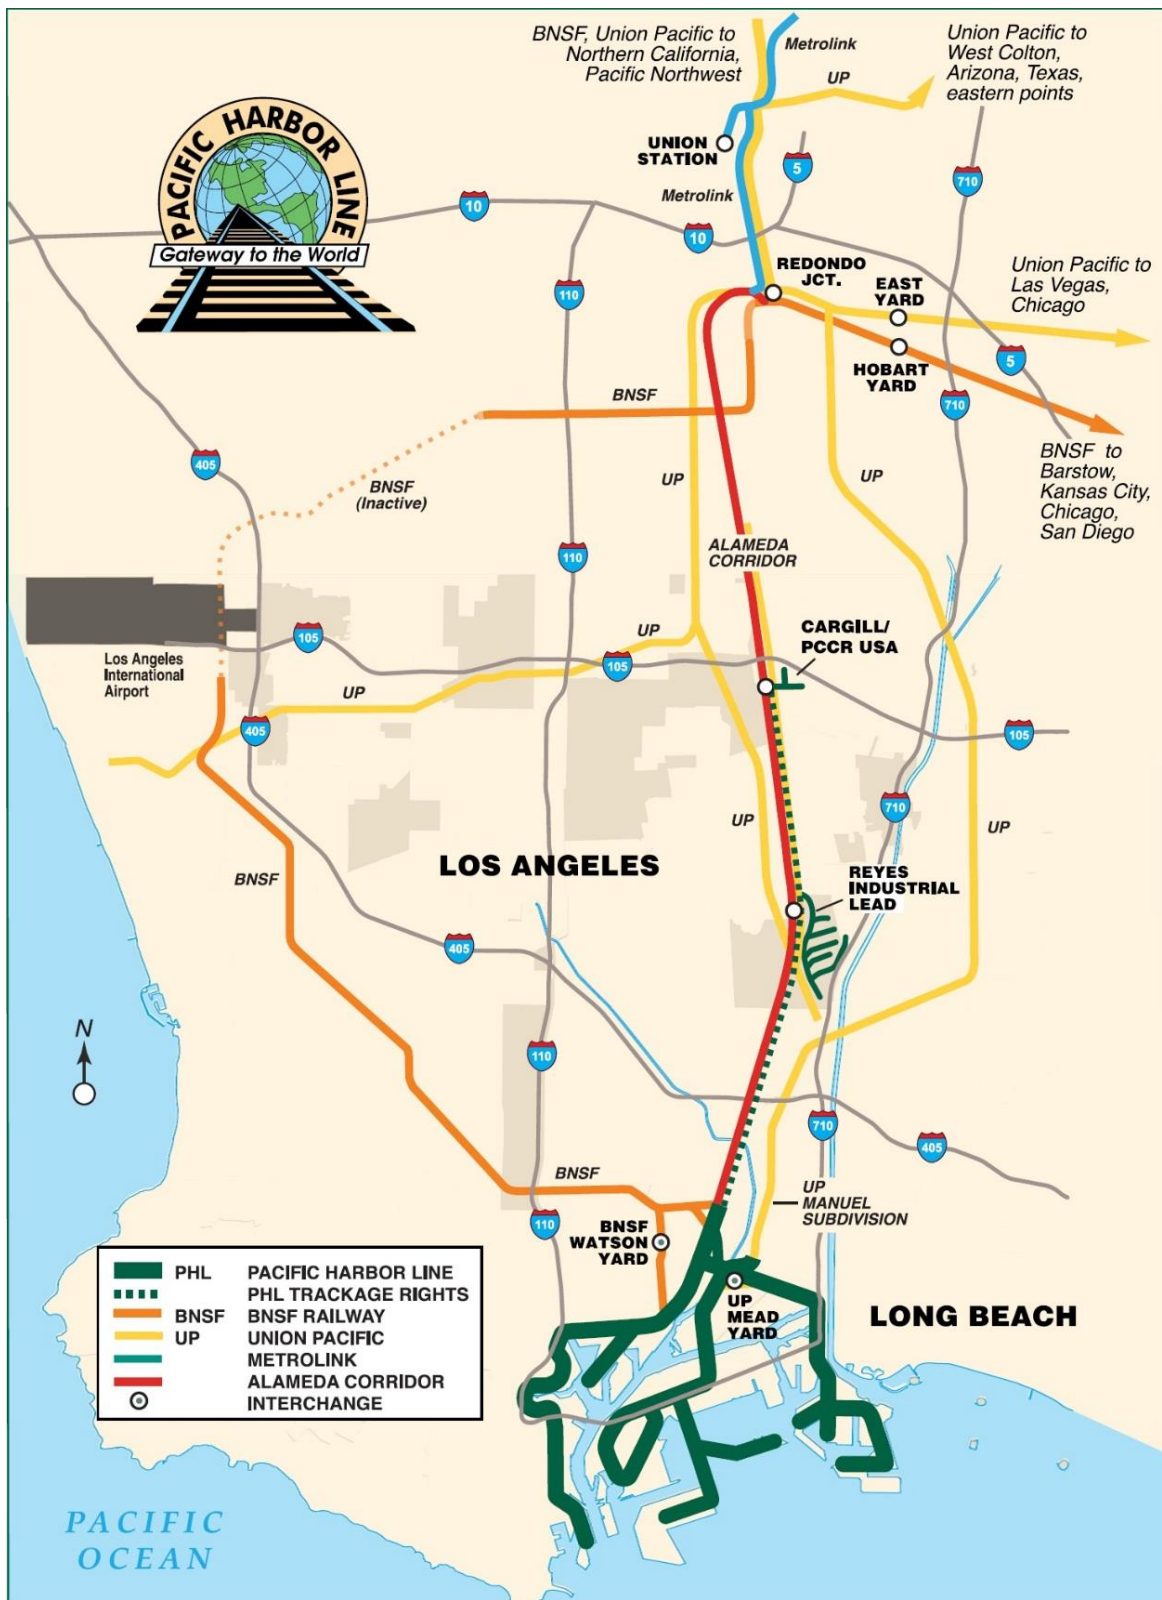 BNSF, Union Pacific to
Northern California,
Pacific Northwest
Metrolink
UP
Union Pacific to
West Colton,
Arizona, Texas,
eastern points
PACIFIC HARBOR LINE
Gateway to the World
UNION
STATION
5
710
Metrolink
10
10
REDONDO
JCT.
EAST
YARD
Union Pacific to
Las Vegas,
Chicago
110
HOBART
YARD
5
BNSF
710
BNSF to
Barstow,
Kansas City,
Chicago,
San Diego
405
BNSF
(Inactive)
UP
UP
ALAMEDA
CORRIDOR
110
CARGILL/
PCCR USA
UP
105
105
Los Angeles
International
Airport
UP
405
105
UP
710
UP
LOS ANGELES
BNSF
REYES
INDUSTRIAL
LEAD
405
N
110
710
405
BNSF
UP
MANUEL
SUBDIVISION
110
BNSF
WATSON
YARD
UP
MEAD
YARD
LONG BEACH
PHL PACIFIC HARBOR LINE
PHL TRACKAGE RIGHTS
BNSF BNSF RAILWAY
UP UNION PACIFIC
METROLINK
ALAMEDA CORRIDOR
INTERCHANGE
PACIFIC
OCEAN